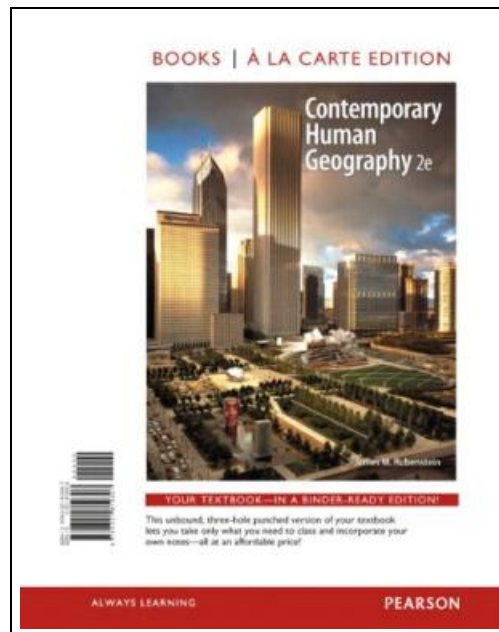 BOOKS | À LA CARTE EDITION
Contemporary
Human
Geography 2e
James M. Rubenstein
YOUR TEXTBOOK—IN A BINDER-READY EDITION!
This unbound, three-hole punched version of your textbook
lets you take only what you need to class and incorporate your
own notes—all at an affordable price!
ALWAYS LEARNING
PEARSON